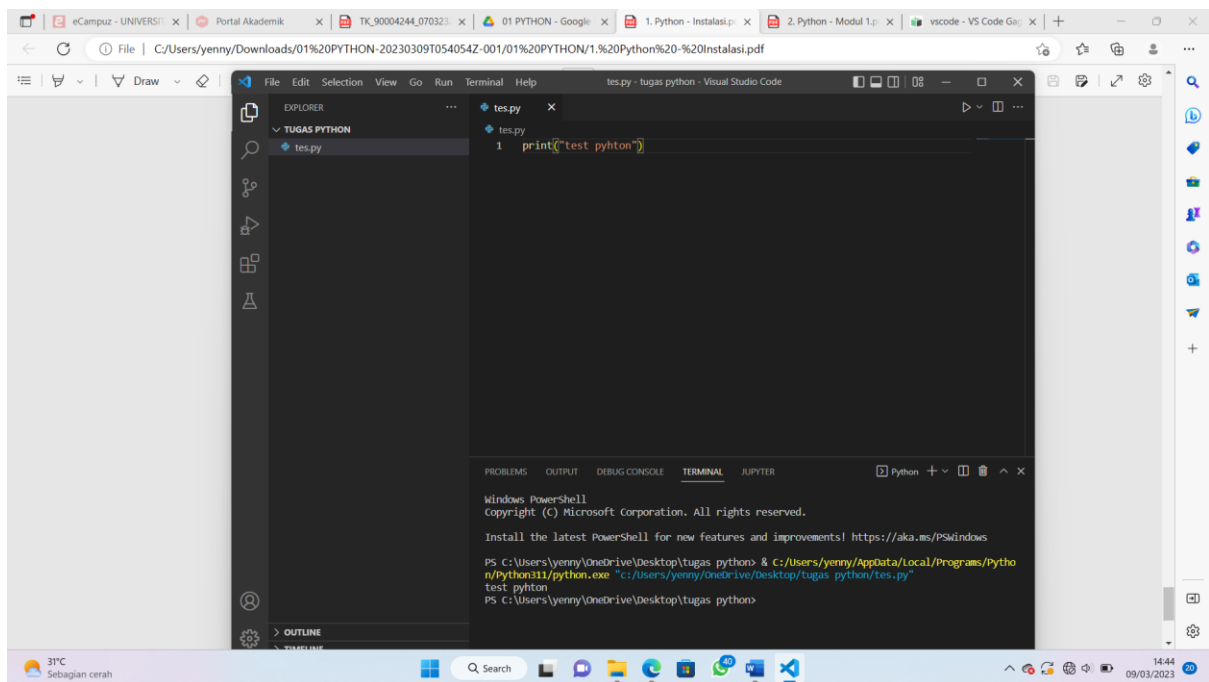 eCampuz - UNIVERSIT
Portal Akademik
TK_90004244_070323
01 PYTHON - Google
1. Python - Instalasi.p
2. Python - Modul 1.p
vscode - VS Code Gag
File
C:/Users/yenny/Downloads/01%20PYTHON-20230309T054054Z-001/01%20PYTHON/1.%20Python%20-%20Instalasi.pdf
Draw
File Edit Selection View Go Run Terminal Help
tes.py - tugas python - Visual Studio Code
EXPLORER
TUGAS PYTHON
tes.py
tes.py
tes.py
1 print("test pyhton")
PROBLEMS OUTPUT DEBUG CONSOLE TERMINAL JUPYTER
Python
Windows PowerShell
Copyright (C) Microsoft Corporation. All rights reserved.
Install the latest PowerShell for new features and improvements! https://aka.ms/PSWindows
PS C:\Users\yenny\OneDrive\Desktop\tugas python> & C:/Users/yenny/AppData/Local/Programs/Pytho
n/Python311/python.exe "c:/Users/yenny/OneDrive/Desktop/tugas python/tes.py"
test pyhton
PS C:\Users\yenny\OneDrive\Desktop\tugas python>
OUTLINE
TIMELINE
31°C
Sebagian cerah
Search
40
14:44
09/03/2023
20